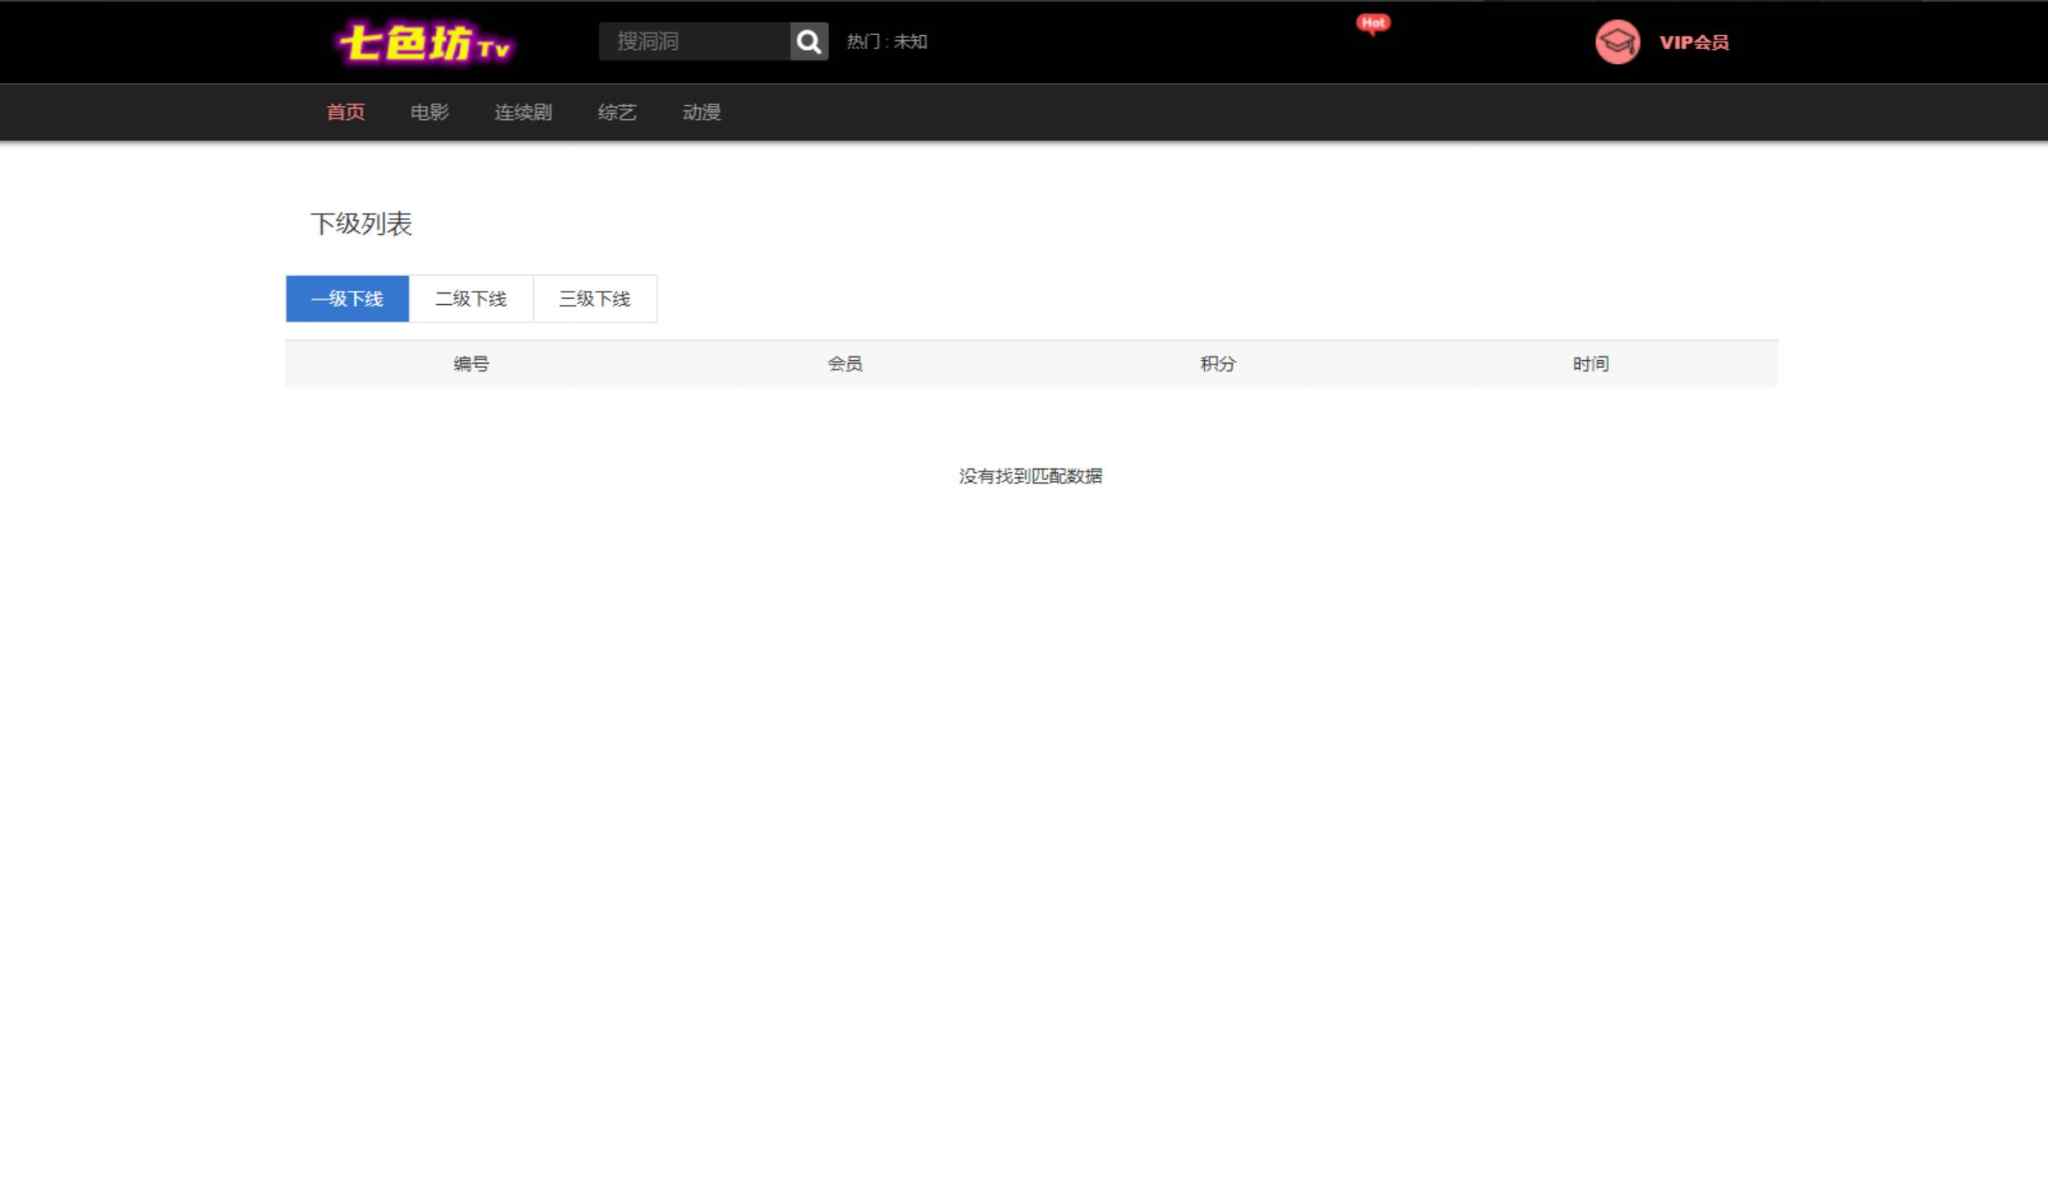 七色坊Tv
搜洞洞
热门 : 未知
Hot
VIP会员
首页 电影 连续剧 综艺 动漫
下级列表
一级下线 二级下线 三级下线
编号 会员 积分 时间
没有找到匹配数据